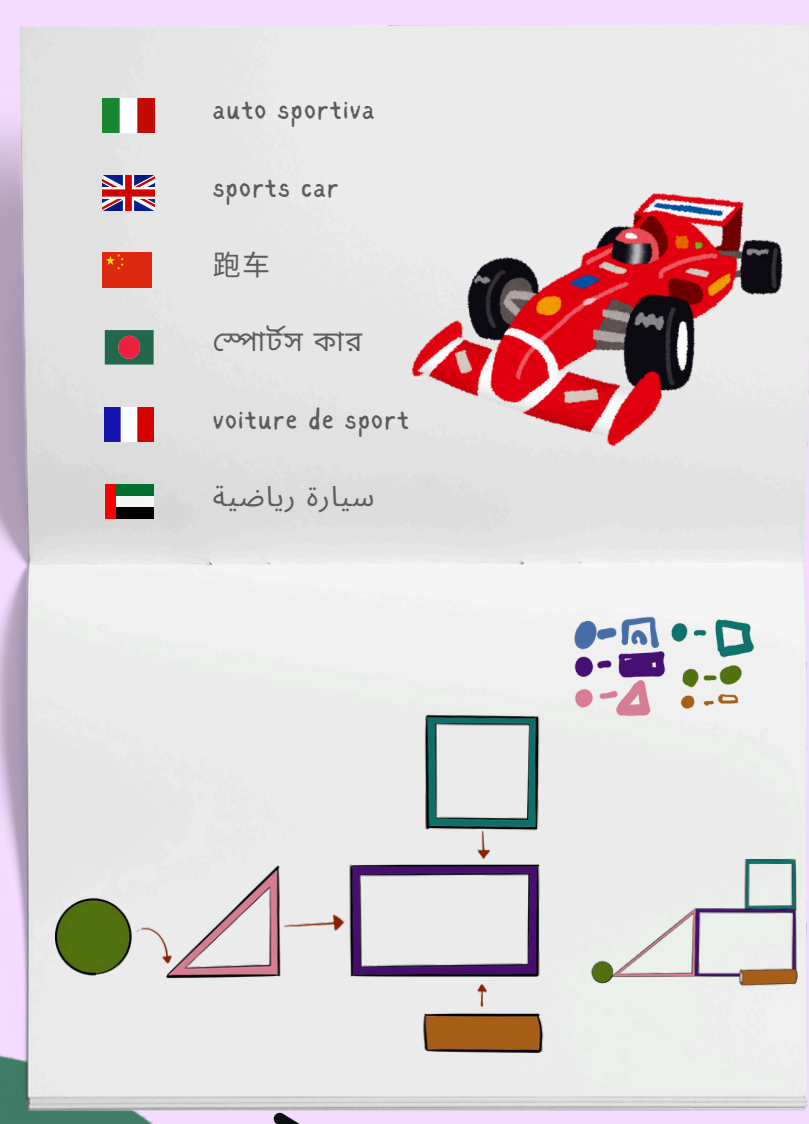 auto sportiva
sports car
跑车
স্পোর্টস কার
voiture de sport
سيارة رياضية